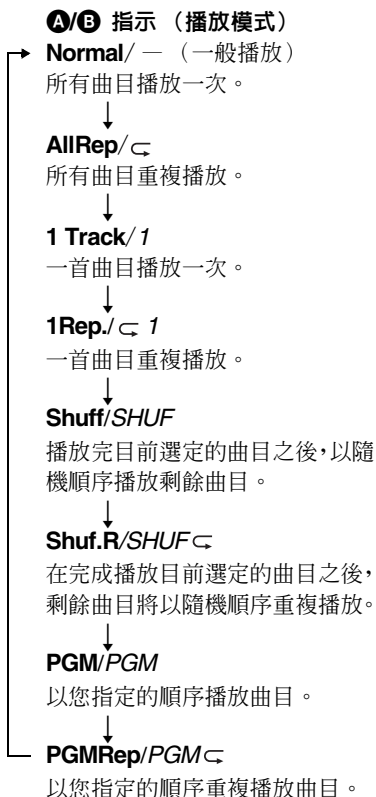 Ⓐ/Ⓑ 指示 （播放模式）
Normal/ — （一般播放）
所有曲目播放一次。
AllRep/⊂
所有曲目重複播放。
1 Track/1
一首曲目播放一次。
1Rep./⊂ 1
一首曲目重複播放。
Shuff/SHUF
播放完目前選定的曲目之後，以隨
機順序播放剩餘曲目。
Shuf.R/SHUF⊂
在完成播放目前選定的曲目之後，
剩餘曲目將以隨機順序重複播放。
PGM/PGM
以您指定的順序播放曲目。
PGMRep/PGM⊂
以您指定的順序重複播放曲目。